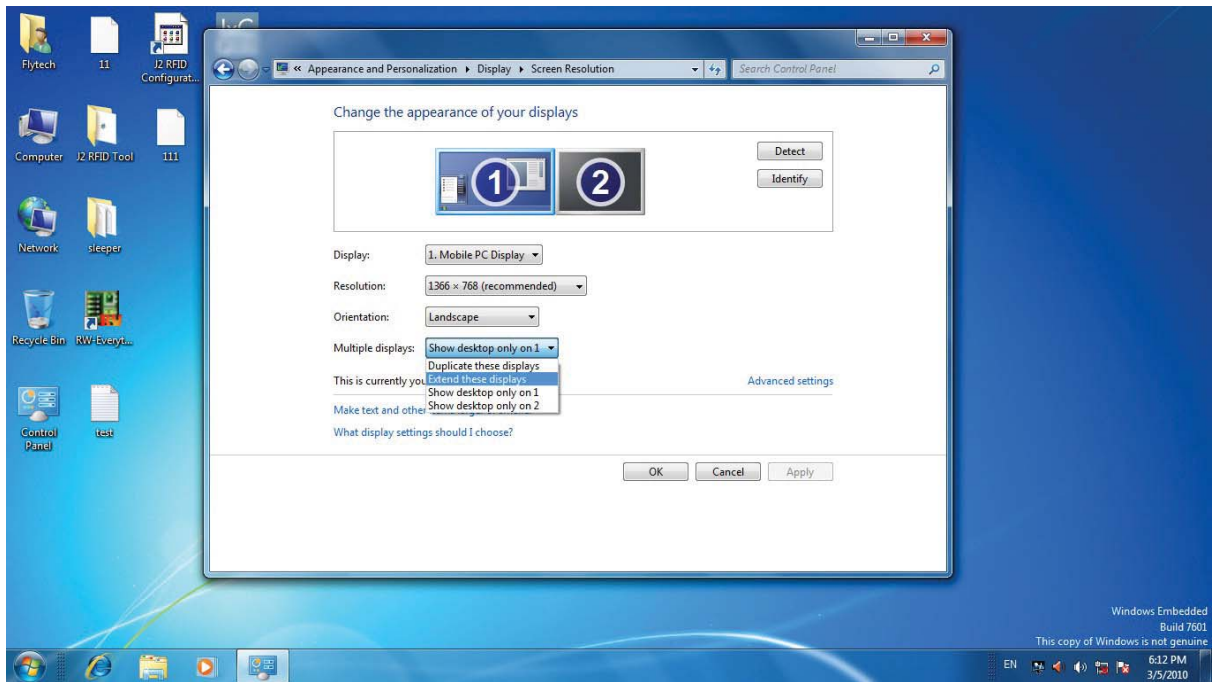 Flytech
11
J2 RFID
Configurat...
Computer
J2 RFID Tool
111
Network
sleeper
Recycle Bin
RW-Everyt...
Control
Panel
test
« Appearance and Personalization ▸ Display ▸ Screen Resolution
Search Control Panel
Change the appearance of your displays
1
2
Detect
Identify
Display:
1. Mobile PC Display
Resolution:
1366 × 768 (recommended)
Orientation:
Landscape
Multiple displays:
Show desktop only on 1
Duplicate these displays
Extend these displays
Show desktop only on 1
Show desktop only on 2
This is currently you
Advanced settings
Make text and other
What display settings should I choose?
OK
Cancel
Apply
Windows Embedded
Build 7601
This copy of Windows is not genuine
EN
6:12 PM
3/5/2010